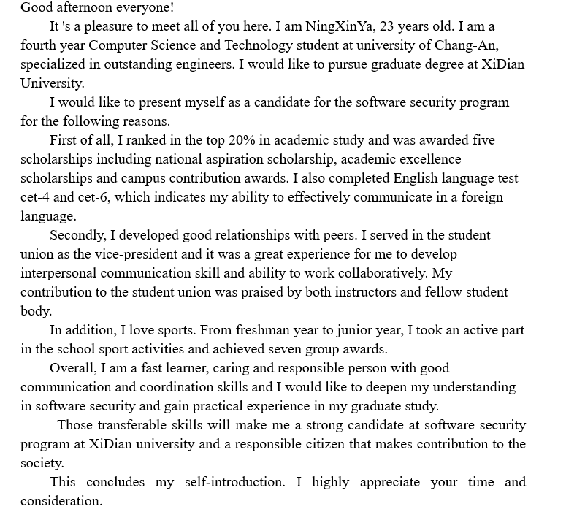 Good afternoon everyone!
It 's a pleasure to meet all of you here. I am NingXinYa, 23 years old. I am a
fourth year Computer Science and Technology student at university of Chang-An,
specialized in outstanding engineers. I would like to pursue graduate degree at XiDian
University.
I would like to present myself as a candidate for the software security program
for the following reasons.
First of all, I ranked in the top 20% in academic study and was awarded five
scholarships including national aspiration scholarship, academic excellence
scholarships and campus contribution awards. I also completed English language test
cet-4 and cet-6, which indicates my ability to effectively communicate in a foreign
language.
Secondly, I developed good relationships with peers. I served in the student
union as the vice-president and it was a great experience for me to develop
interpersonal communication skill and ability to work collaboratively. My
contribution to the student union was praised by both instructors and fellow student
body.
In addition, I love sports. From freshman year to junior year, I took an active part
in the school sport activities and achieved seven group awards.
Overall, I am a fast learner, caring and responsible person with good
communication and coordination skills and I would like to deepen my understanding
in software security and gain practical experience in my graduate study.
Those transferable skills will make me a strong candidate at software security
program at XiDian university and a responsible citizen that makes contribution to the
society.
This concludes my self-introduction. I highly appreciate your time and
consideration.